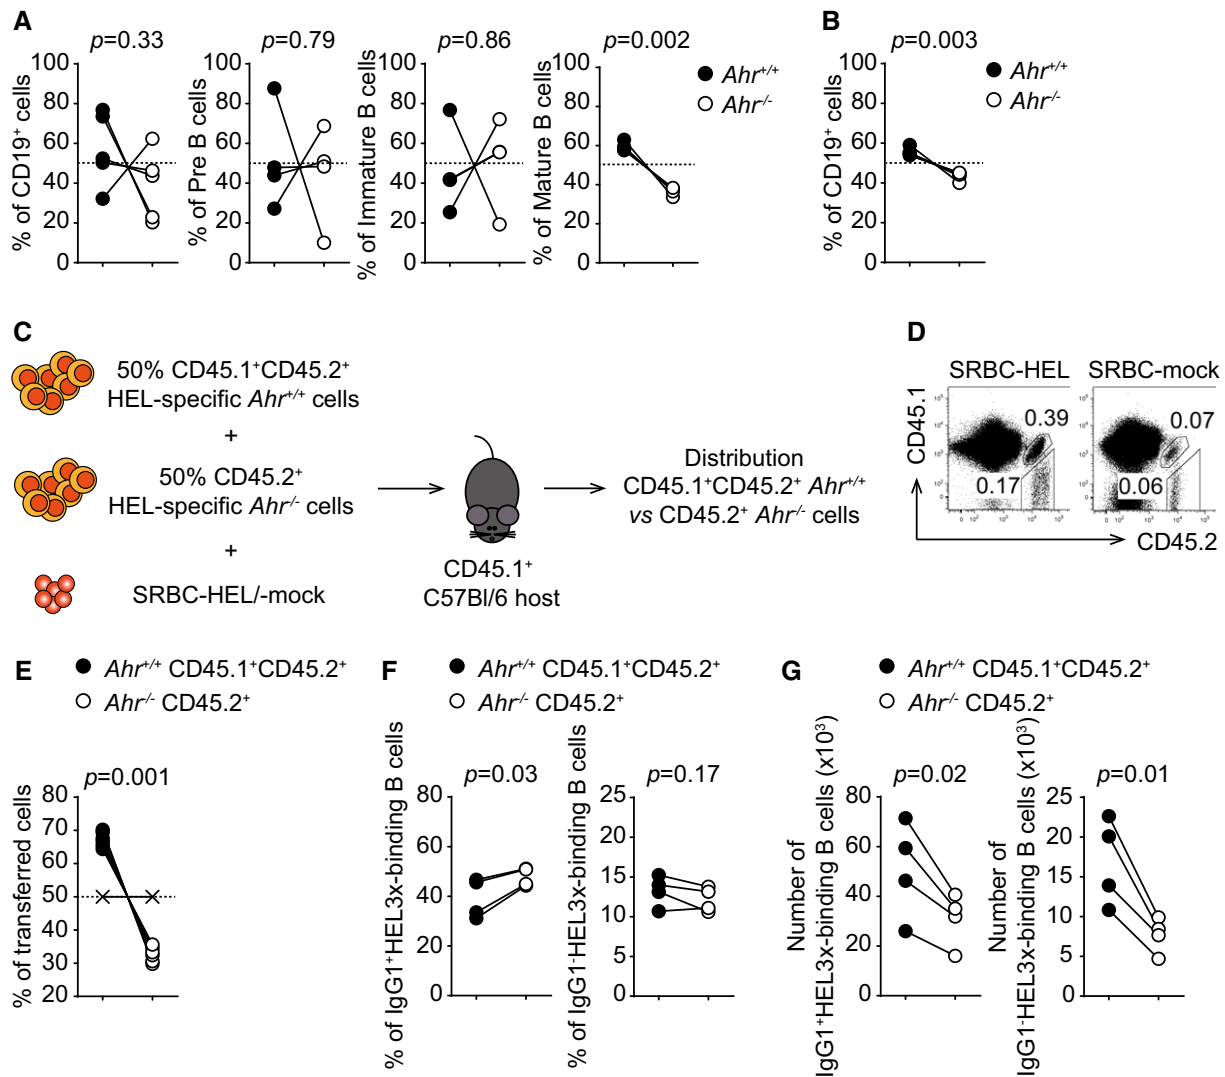 A
p=0.33
% of CD19⁺ cells
100
80
60
40
20
0
p=0.79
% of Pre B cells
100
80
60
40
20
0
p=0.86
% of Immature B cells
100
80
60
40
20
0
p=0.002
% of Mature B cells
100
80
60
40
20
0
Ahr⁺/⁺
Ahr⁻/⁻
B
p=0.003
% of CD19⁺ cells
100
80
60
40
20
0
Ahr⁺/⁺
Ahr⁻/⁻
C
50% CD45.1⁺CD45.2⁺
HEL-specific Ahr⁺/⁺ cells
+
50% CD45.2⁺
HEL-specific Ahr⁻/⁻ cells
+
SRBC-HEL/-mock
CD45.1⁺
C57Bl/6 host
Distribution
CD45.1⁺CD45.2⁺ Ahr⁺/⁺
vs CD45.2⁺ Ahr⁻/⁻ cells
D
SRBC-HEL
SRBC-mock
CD45.1
0.39
0.17
0.07
0.06
CD45.2
E
Ahr⁺/⁺ CD45.1⁺CD45.2⁺
Ahr⁻/⁻ CD45.2⁺
p=0.001
% of transferred cells
80
70
60
50
40
30
20
F
Ahr⁺/⁺ CD45.1⁺CD45.2⁺
Ahr⁻/⁻ CD45.2⁺
p=0.03
% of IgG1⁺HEL3x-binding B cells
80
60
40
20
0
p=0.17
% of IgG1⁻HEL3x-binding B cells
25
20
15
10
5
0
G
Ahr⁺/⁺ CD45.1⁺CD45.2⁺
Ahr⁻/⁻ CD45.2⁺
p=0.02
Number of
IgG1⁺HEL3x-binding B cells (x10³)
80
60
40
20
0
p=0.01
Number of
IgG1⁻HEL3x-binding B cells (x10³)
25
20
15
10
5
0